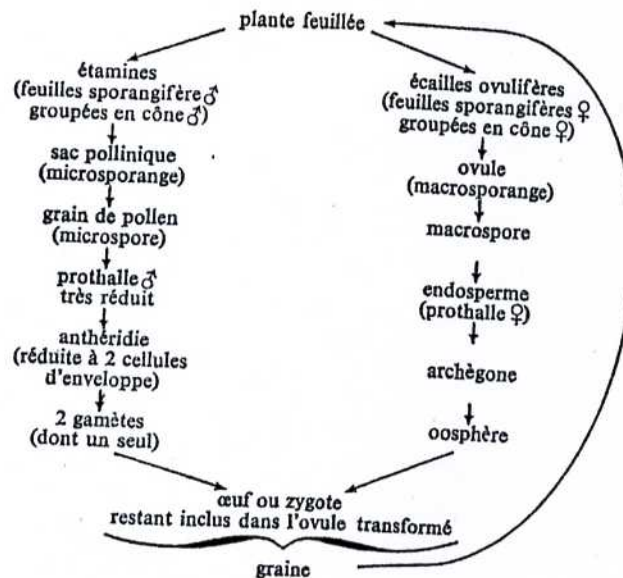 plante feuillée
étamines
(feuilles sporangifère ♂
groupées en cône ♂)
sac pollinique
(microsporange)
grain de pollen
(microspore)
prothalle ♂
très réduit
anthéridie
(réduite à 2 cellules
d'enveloppe)
2 gamètes
(dont un seul)
écailles ovulifères
(feuilles sporangifères ♀
groupées en cône ♀)
ovule
(macrosporange)
macrospore
endosperme
(prothalle ♀)
archègone
oosphère
œuf ou zygote
restant inclus dans l'ovule transformé
graine